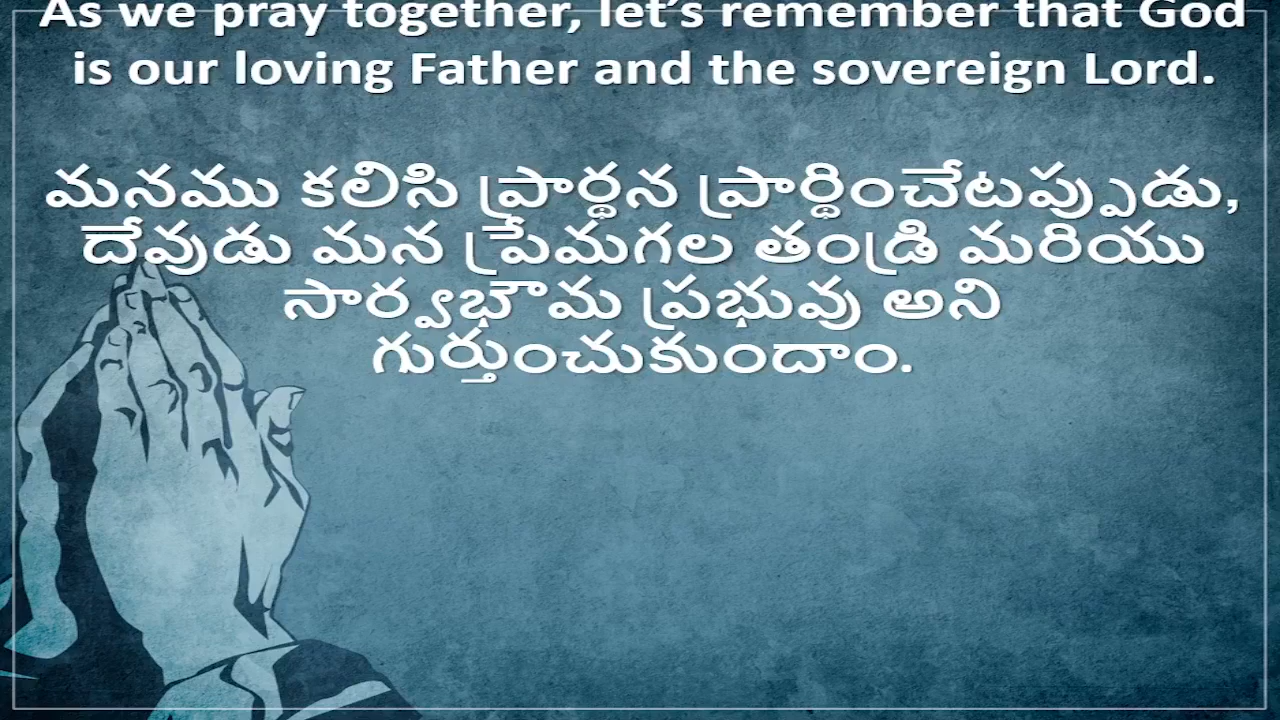 As we pray together, let's remember that God
is our loving Father and the sovereign Lord.
మనము కలిసి ప్రార్థన ప్రార్థించేటప్పుడు,
దేవుడు మన ప్రేమగల తండ్రి మరియు
సార్వభౌమ ప్రభువు అని
గుర్తుంచుకుందాం.